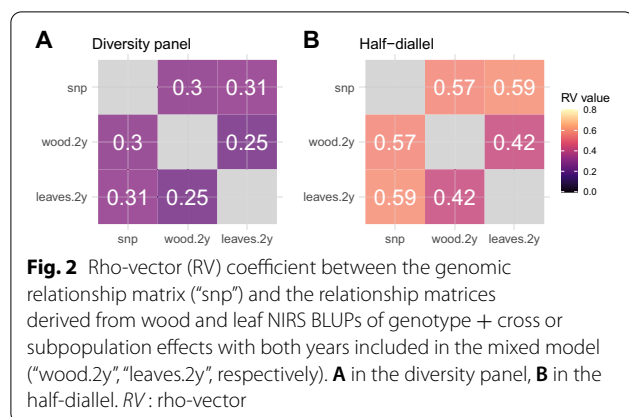 A
Diversity panel
snp
0.3
0.31
wood.2y
0.3
0.25
leaves.2y
0.31
0.25
snp
wood.2y
leaves.2y
B
Half−diallel
snp
0.57
0.59
wood.2y
0.57
0.42
leaves.2y
0.59
0.42
snp
wood.2y
leaves.2y
RV value
0.8
0.6
0.4
0.2
0.0
Fig. 2 Rho-vector (RV) coefficient between the genomic
relationship matrix (“snp”) and the relationship matrices
derived from wood and leaf NIRS BLUPs of genotype + cross or
subpopulation effects with both years included in the mixed model
(“wood.2y”, “leaves.2y”, respectively). A in the diversity panel, B in the
half-diallel. RV : rho-vector